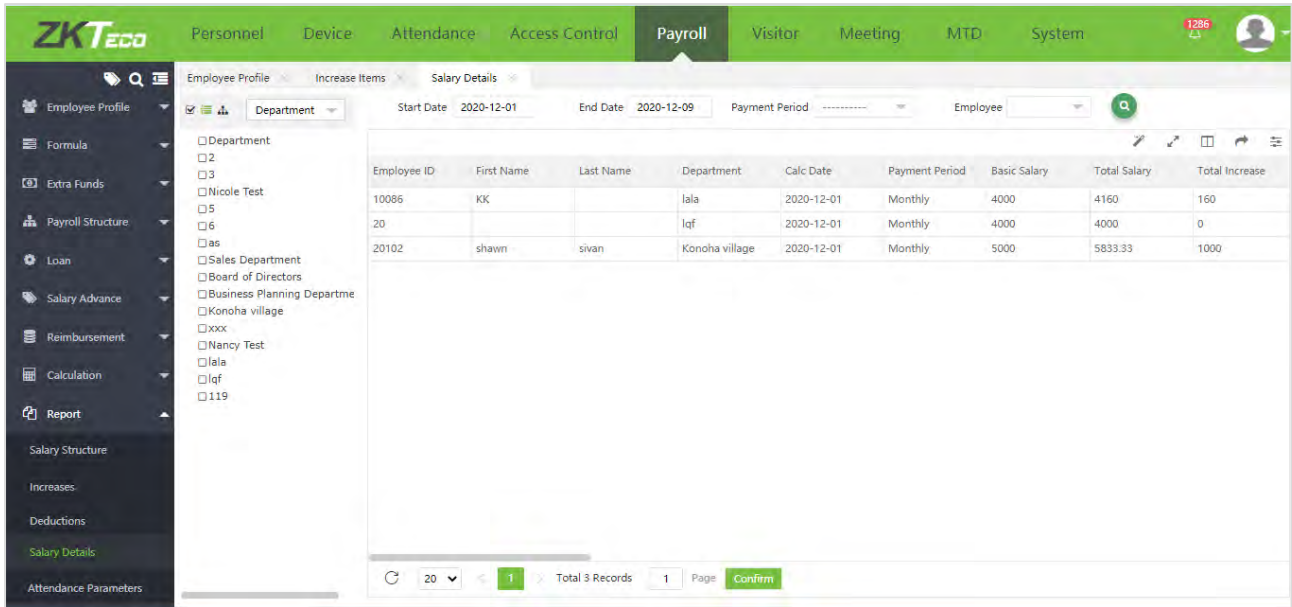 ZKTeco Personnel Device Attendance Access Control Payroll Visitor Meeting MTD System 1286
Employee Profile Increase Items Salary Details
Employee Profile
Formula
Extra Funds
Payroll Structure
Loan
Salary Advance
Reimbursement
Calculation
Report
Salary Structure
Increases
Deductions
Salary Details
Attendance Parameters
Department
Department
2
3
Nicole Test
5
6
as
Sales Department
Board of Directors
Business Planning Departme
Konoha village
xxx
Nancy Test
lala
lqf
119
Start Date 2020-12-01 End Date 2020-12-09 Payment Period ---------- Employee
Employee ID First Name Last Name Department Calc Date Payment Period Basic Salary Total Salary Total Increase
10086 KK lala 2020-12-01 Monthly 4000 4160 160
20 lqf 2020-12-01 Monthly 4000 4000 0
20102 shawn sivan Konoha village 2020-12-01 Monthly 5000 5833.33 1000
20 < 1 > Total 3 Records 1 Page Confirm